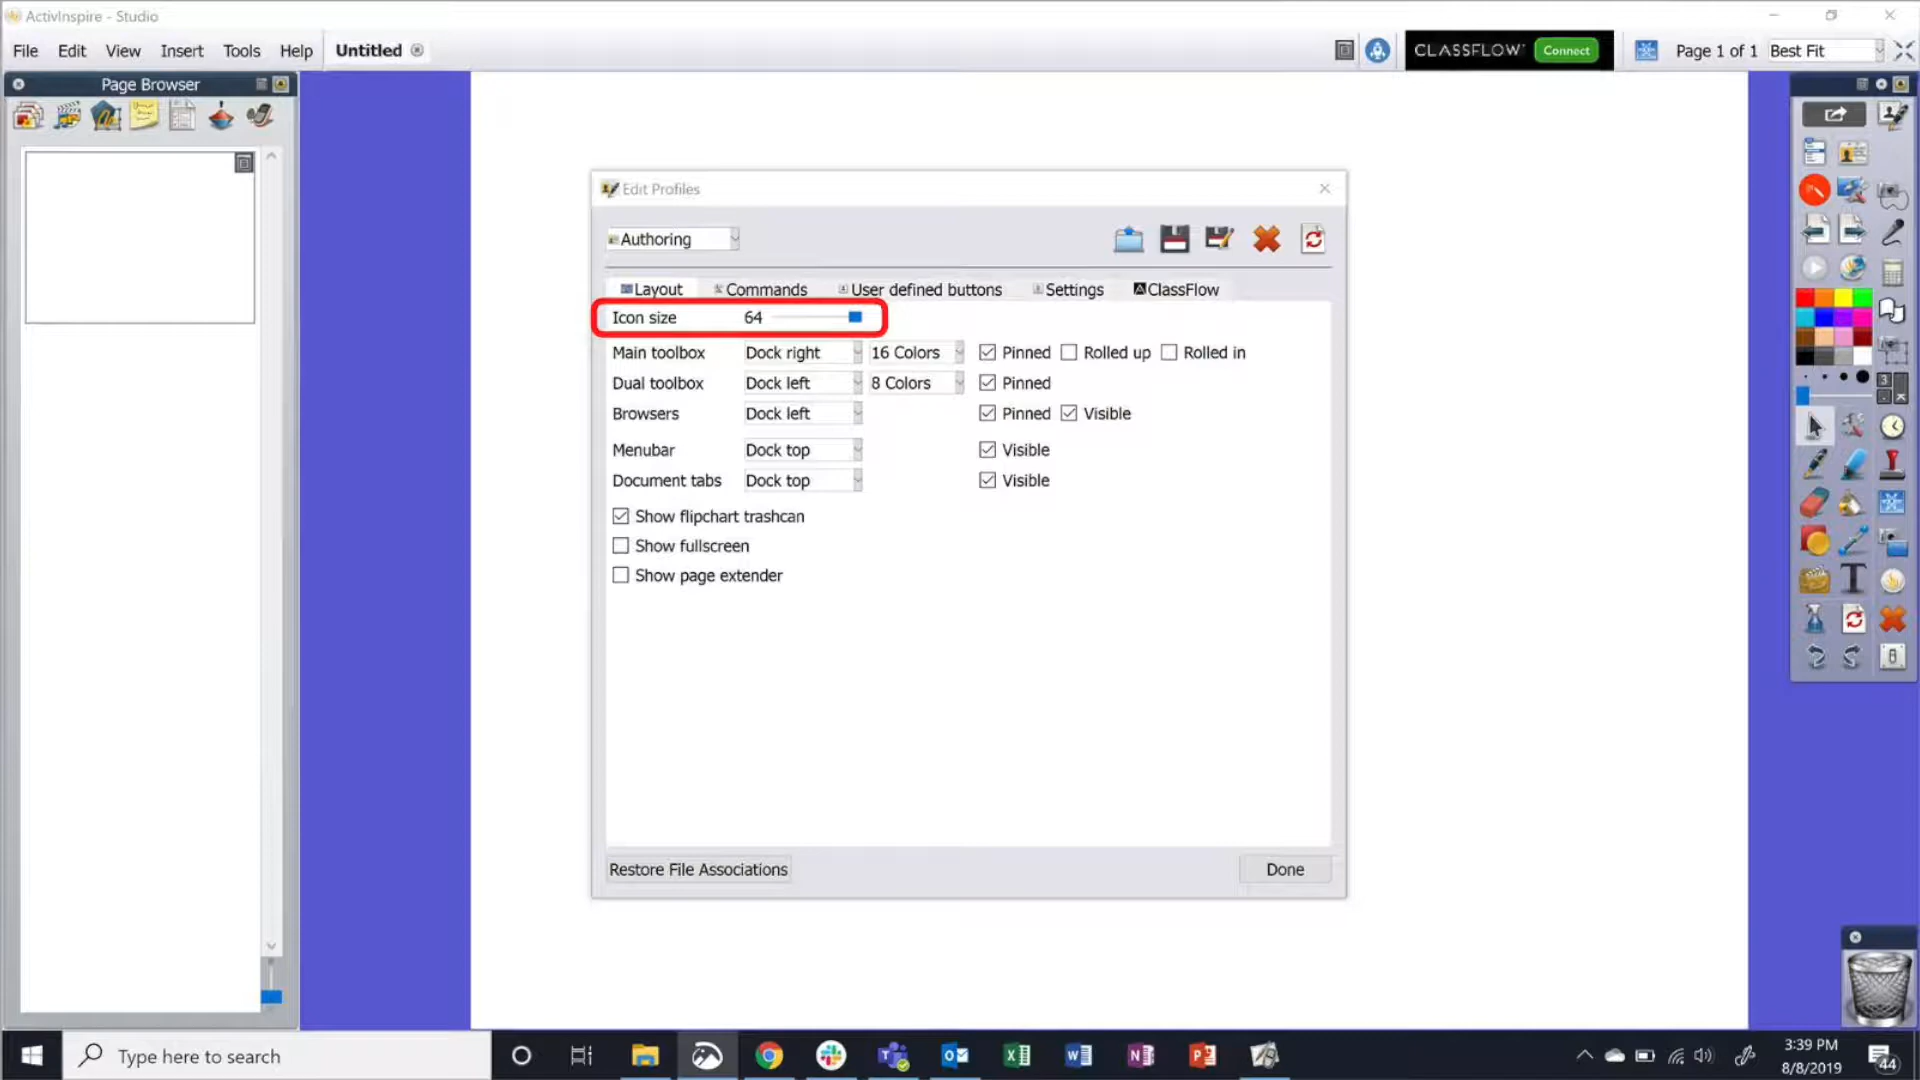 ActivInspire - Studio
File Edit View Insert Tools Help Untitled
CLASSFLOW Connect
Page 1 of 1 Best Fit
Page Browser
Edit Profiles
Authoring
Layout Commands User defined buttons Settings ClassFlow
Icon size 64
Main toolbox Dock right 16 Colors Pinned Rolled up Rolled in
Dual toolbox Dock left 8 Colors Pinned
Browsers Dock left Pinned Visible
Menubar Dock top Visible
Document tabs Dock top Visible
Show flipchart trashcan
Show fullscreen
Show page extender
Restore File Associations Done
Type here to search
3:39 PM
8/8/2019
44